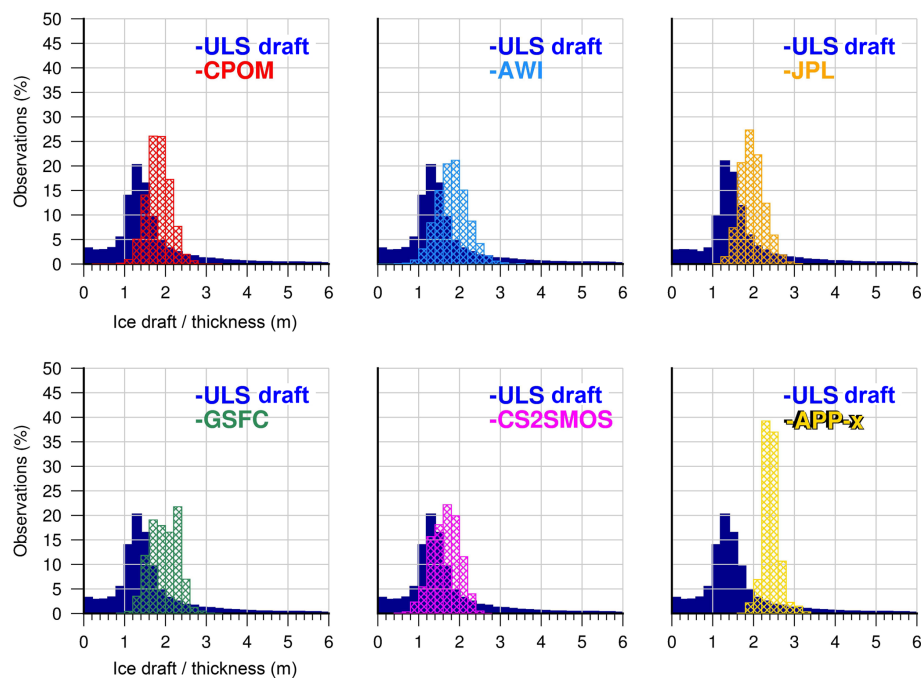 50
45
40
35
30
25
20
15
10
5
0
Observations (%)
-ULS draft
-CPOM
-ULS draft
-AWI
-ULS draft
-JPL
0 1 2 3 4 5 6
0 1 2 3 4 5 6
0 1 2 3 4 5 6
Ice draft / thickness (m)
50
45
40
35
30
25
20
15
10
5
0
Observations (%)
-ULS draft
-GSFC
-ULS draft
-CS2SMOS
-ULS draft
-APP-x
0 1 2 3 4 5 6
0 1 2 3 4 5 6
0 1 2 3 4 5 6
Ice draft / thickness (m)